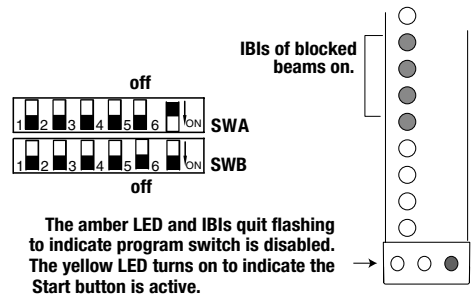 IBIs of blocked
beams on.
off
1 2 3 4 5 6 ON SWA
1 2 3 4 5 6 ON SWB
off
The amber LED and IBIs quit flashing
to indicate program switch is disabled.
The yellow LED turns on to indicate the
Start button is active.